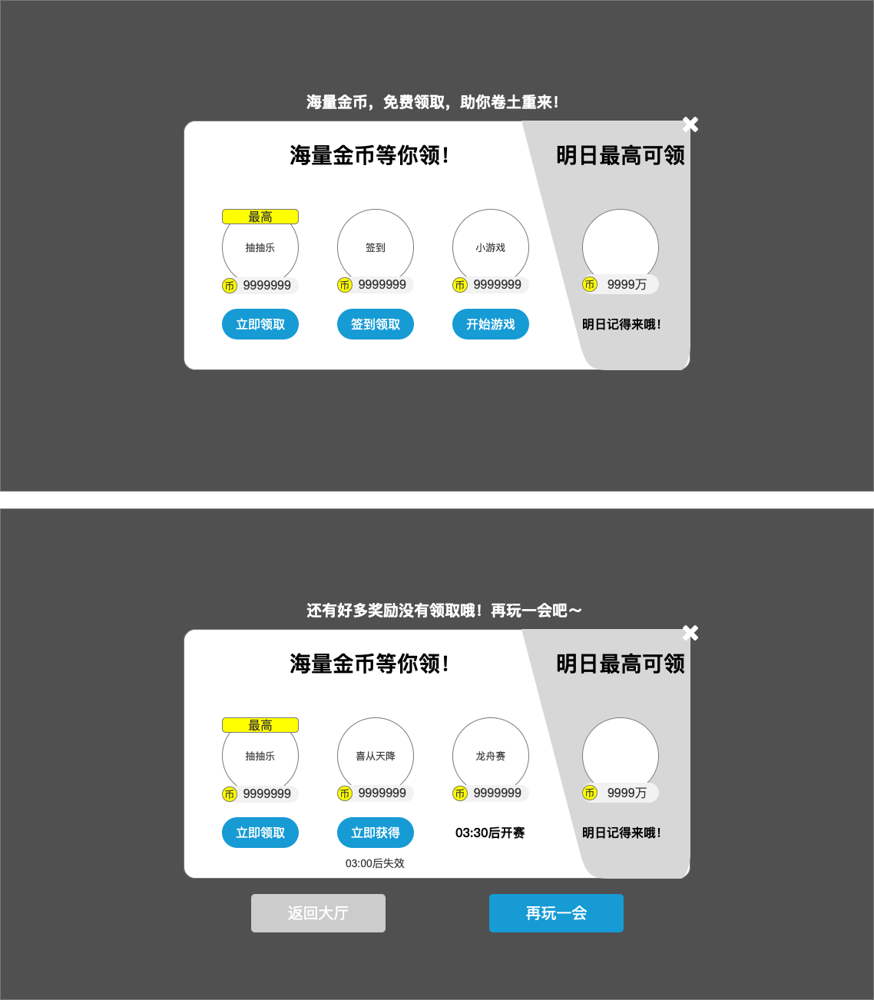 海量金币，免费领取，助你卷土重来！
海量金币等你领！
明日最高可领
最高
抽抽乐
签到
小游戏
币 9999999
币 9999999
币 9999999
币 9999万
立即领取
签到领取
开始游戏
明日记得来哦！
还有好多奖励没有领取哦！再玩一会吧～
海量金币等你领！
明日最高可领
最高
抽抽乐
喜从天降
龙舟赛
币 9999999
币 9999999
币 9999999
币 9999万
立即领取
立即获得
03:30后开赛
明日记得来哦！
03:00后失效
返回大厅
再玩一会